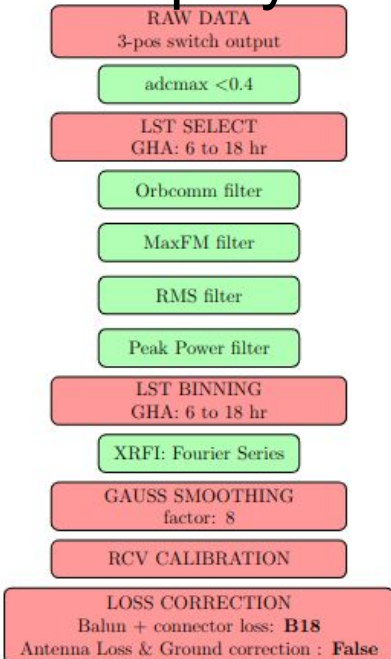 RAW DATA
3-pos switch output
adcmax <0.4
LST SELECT
GHA: 6 to 18 hr
Orbcomm filter
MaxFM filter
RMS filter
Peak Power filter
LST BINNING
GHA: 6 to 18 hr
XRFI: Fourier Series
GAUSS SMOOTHING
factor: 8
RCV CALIBRATION
LOSS CORRECTION
Balun + connector loss: B18
Antenna Loss & Ground correction : False